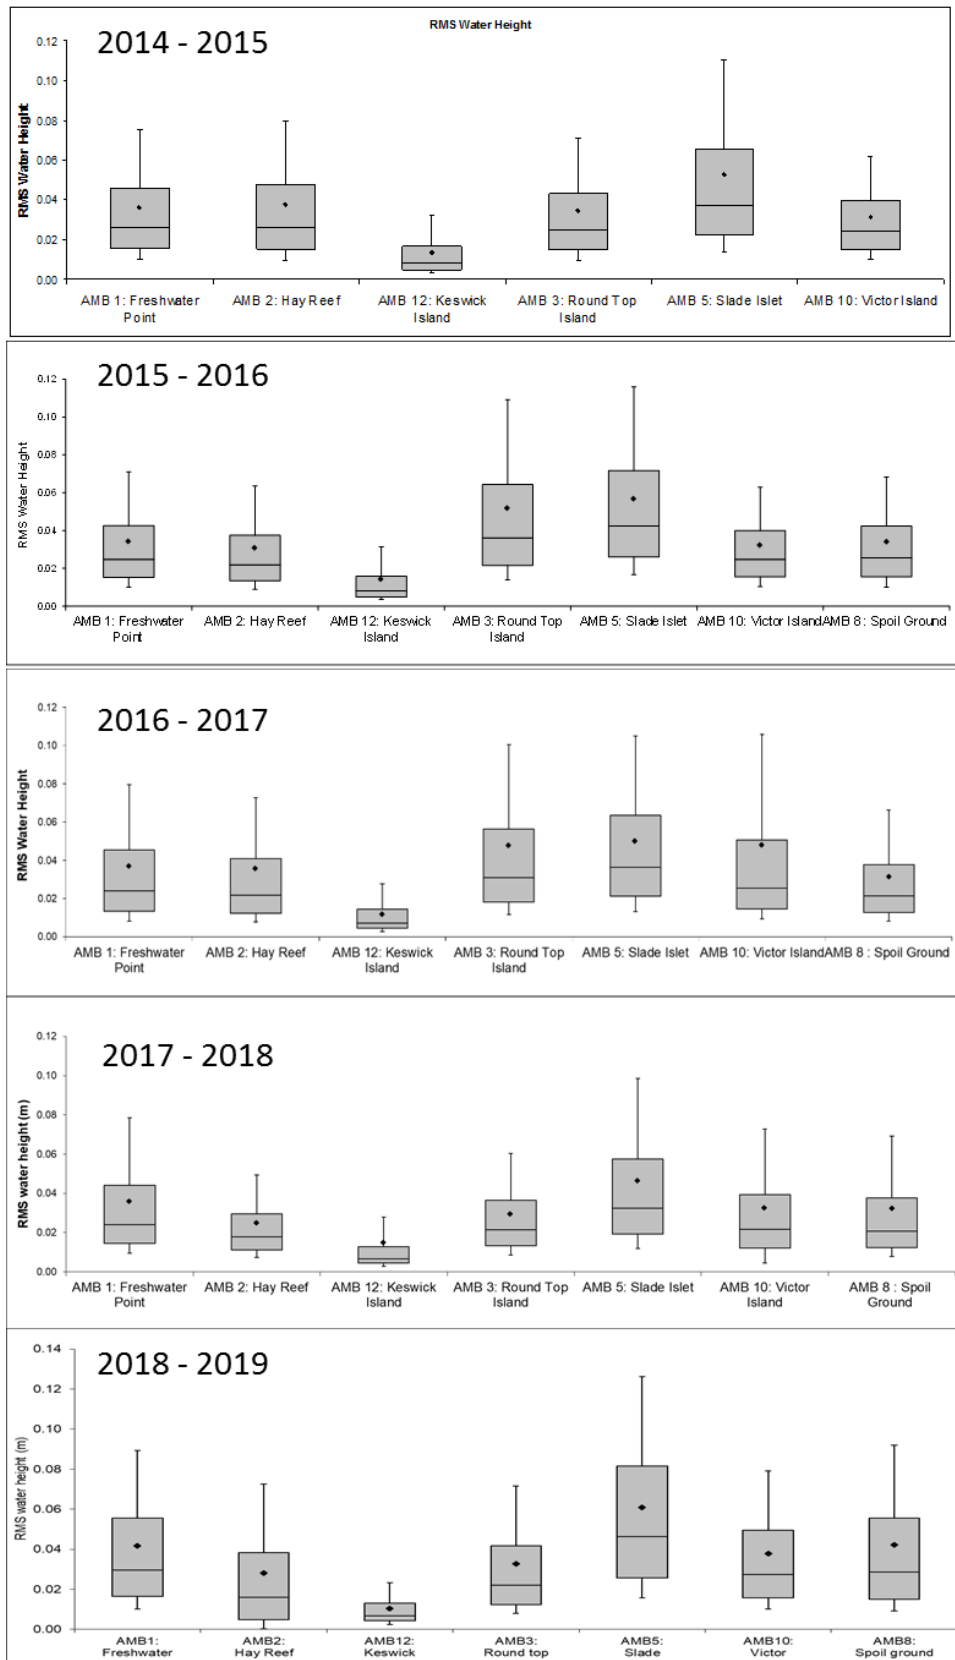 RMS Water Height
2014 - 2015
RMS Water Height
0.12
0.10
0.08
0.06
0.04
0.02
0.00
AMB 1: Freshwater Point
AMB 2: Hay Reef
AMB 12: Keswick Island
AMB 3: Round Top Island
AMB 5: Slade Islet
AMB 10: Victor Island
2015 - 2016
RMS Water Height
0.12
0.10
0.08
0.06
0.04
0.02
0.00
AMB 1: Freshwater Point
AMB 2: Hay Reef
AMB 12: Keswick Island
AMB 3: Round Top Island
AMB 5: Slade Islet
AMB 10: Victor Island
AMB 8: Spoil Ground
2016 - 2017
RMS Water Height
0.12
0.10
0.08
0.06
0.04
0.02
0.00
AMB 1: Freshwater Point
AMB 2: Hay Reef
AMB 12: Keswick Island
AMB 3: Round Top Island
AMB 5: Slade Islet
AMB 10: Victor Island
AMB 8 : Spoil Ground
2017 - 2018
RMS water height (m)
0.12
0.10
0.08
0.06
0.04
0.02
0.00
AMB 1: Freshwater Point
AMB 2: Hay Reef
AMB 12: Keswick Island
AMB 3: Round Top Island
AMB 5: Slade Islet
AMB 10: Victor Island
AMB 8 : Spoil Ground
2018 - 2019
RMS water height (m)
0.14
0.12
0.10
0.08
0.06
0.04
0.02
0.00
AMB1: Freshwater
AMB2: Hay Reef
AMB12: Keswick
AMB3: Round top
AMB5: Slade
AMB10: Victor
AMB8: Spoil ground